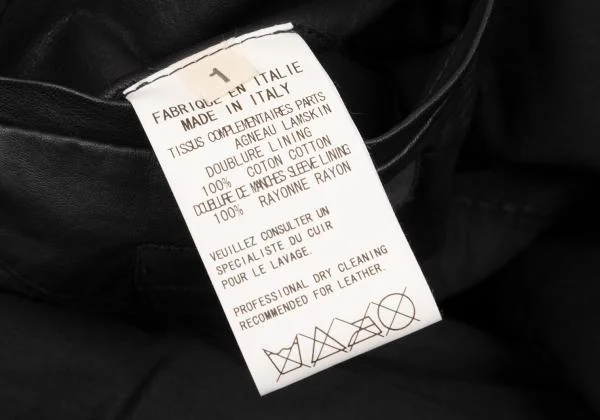 1
FABRIQUE EN ITALIE
MADE IN ITALY
TISSUS COMPLEMENTAIRES PARTS
AGNEAU LAMSKIN
DOUBLURE LINING
100% COTON COTTON
DOUBLURE DE MANCHES SLEEVE LINING
100% RAYONNE RAYON
VEUILLEZ CONSULTER UN
SPECIALISTE DU CUIR
POUR LE LAVAGE.
PROFESSIONAL DRY CLEANING
RECOMMENDED FOR LEATHER.